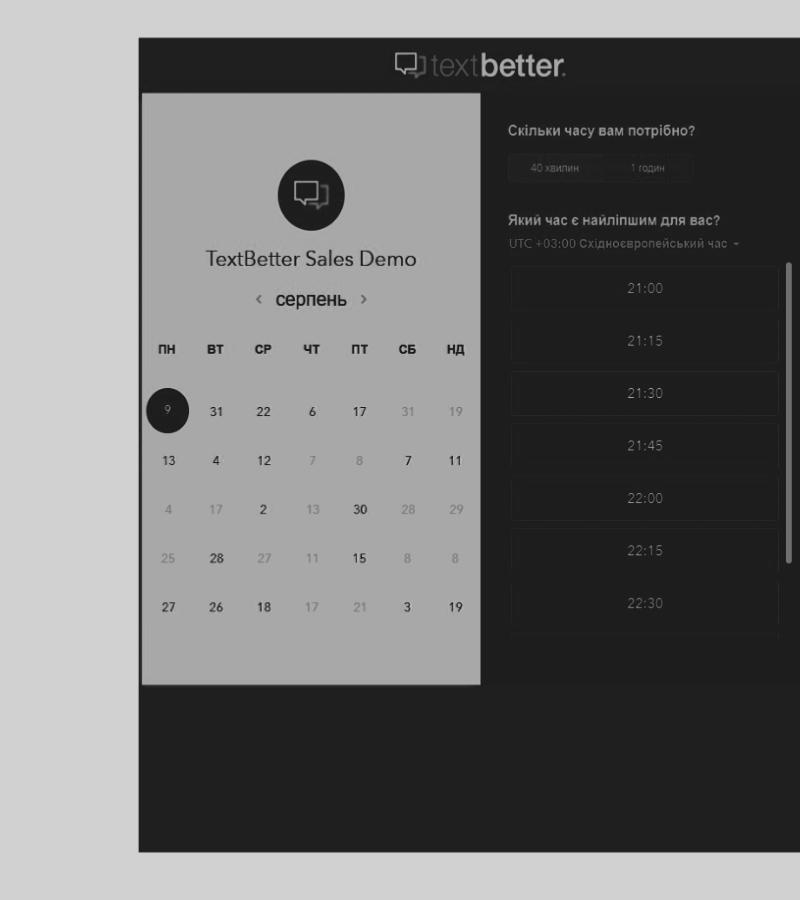 textbetter.
TextBetter Sales Demo
серпень
ПН ВТ СР ЧТ ПТ СБ НД
9 31 22 6 17 31 19
13 4 12 7 8 7 11
4 17 2 13 30 28 29
25 28 27 11 15 8 8
27 26 18 17 21 3 19
Скільки часу вам потрібно?
40 хвилин 1 годин
Який час є найліпшим для вас?
UTC +03:00 Східноєвропейський час
21:00
21:15
21:30
21:45
22:00
22:15
22:30